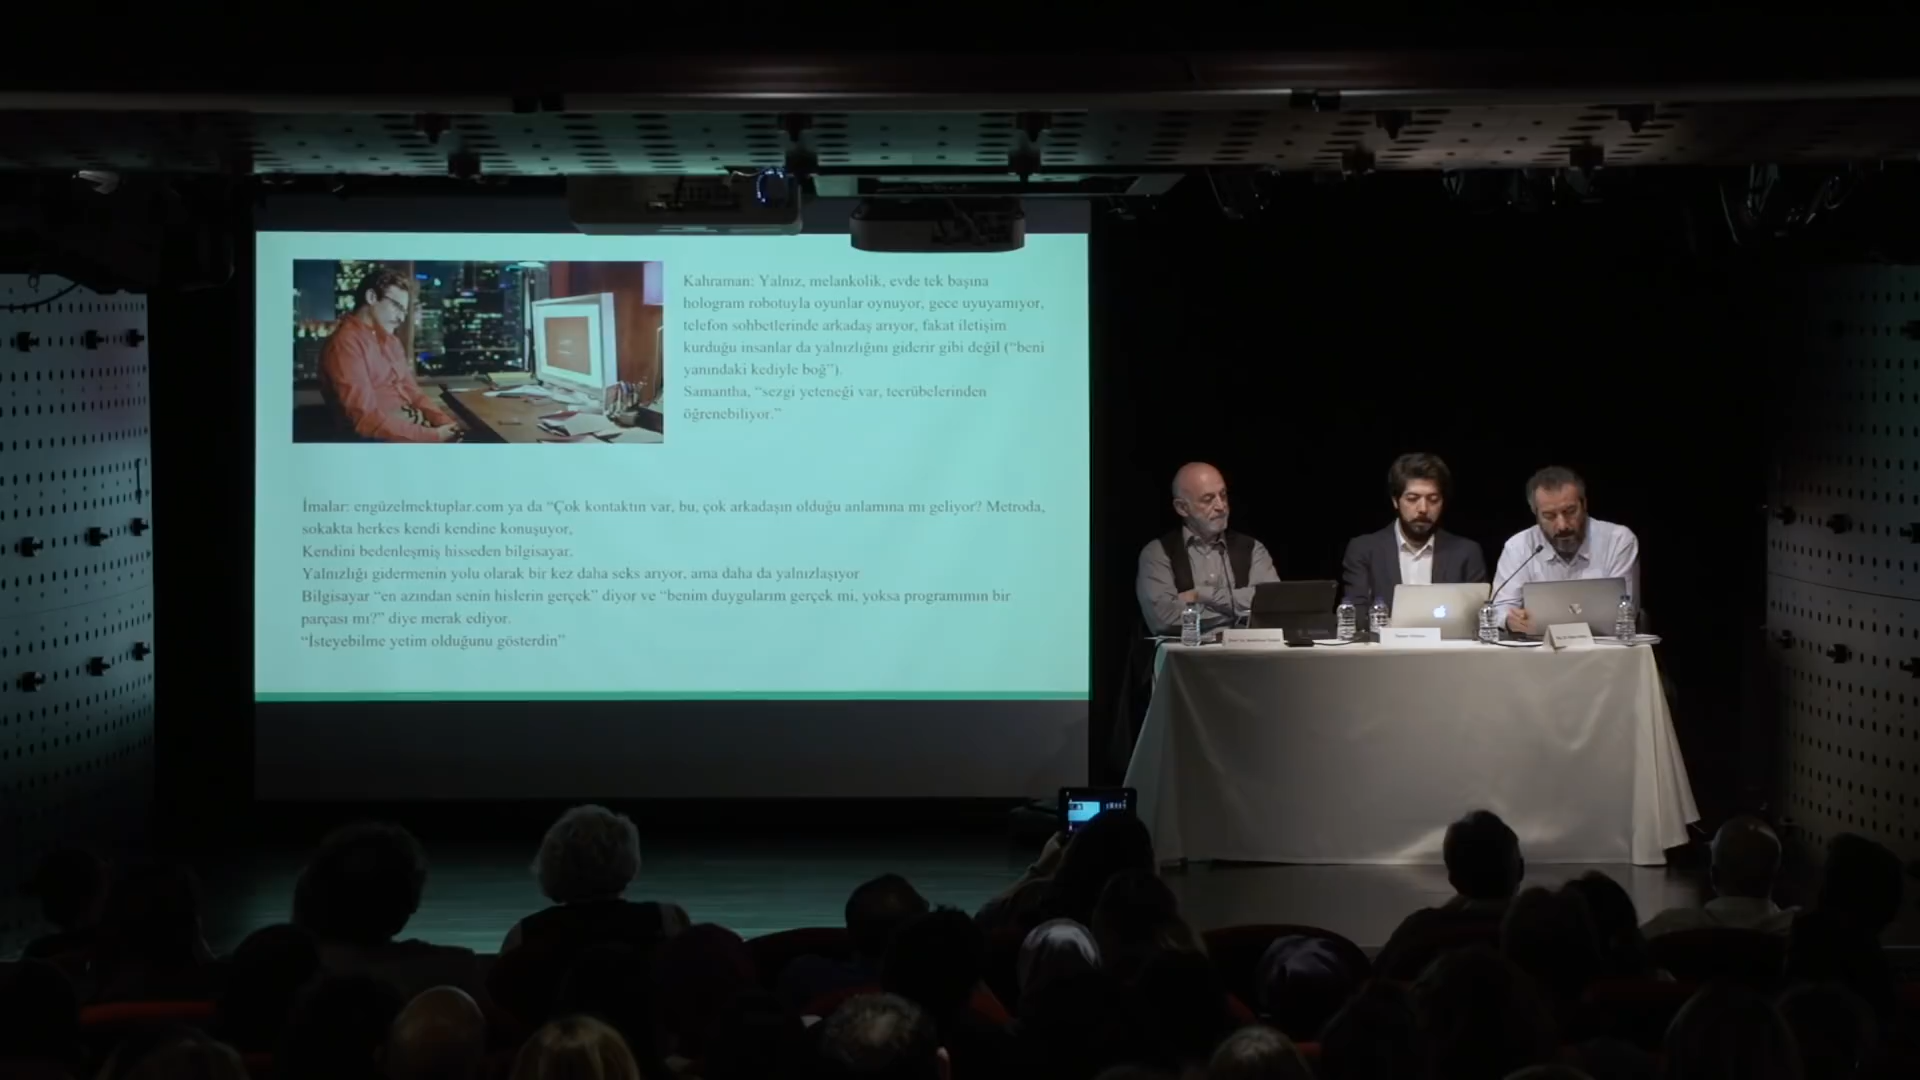 Kahraman: Yalnız, melankolik, evde tek başına
hologram robotuyla oyunlar oynuyor, gece uyuyamıyor,
telefon sohbetlerinde arkadaş arıyor, fakat iletişim
kurduğu insanlar da yalnızlığını giderir gibi değil (“beni
yanındaki kediyle boğ”).
Samantha, “sezgi yeteneği var, tecrübelerinden
öğrenebiliyor.”
İmalar: engüzelmektuplar.com ya da “Çok kontaktın var, bu, çok arkadaşın olduğu anlamına mı geliyor? Metroda,
sokakta herkes kendi kendine konuşuyor,
Kendini bedenleşmiş hisseden bilgisayar.
Yalnızlığı gidermenin yolu olarak bir kez daha seks arıyor, ama daha da yalnızlaşıyor
Bilgisayar “en azından senin hislerin gerçek” diyor ve “benim duygularım gerçek mi, yoksa programımın bir
parçası mı?” diye merak ediyor.
“İsteyebilme yetim olduğunu gösterdin”